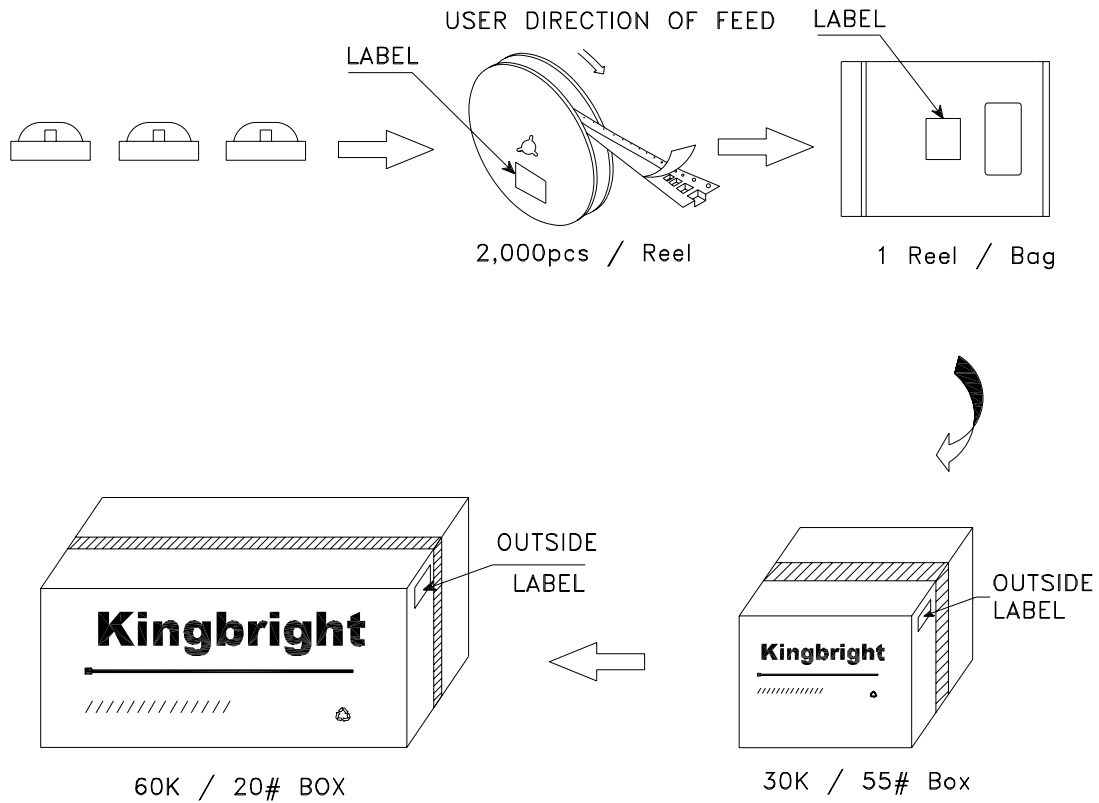 USER DIRECTION OF FEED
LABEL
LABEL
2,000pcs / Reel
1 Reel / Bag
OUTSIDE
LABEL
Kingbright
60K / 20# BOX
OUTSIDE
LABEL
Kingbright
30K / 55# Box